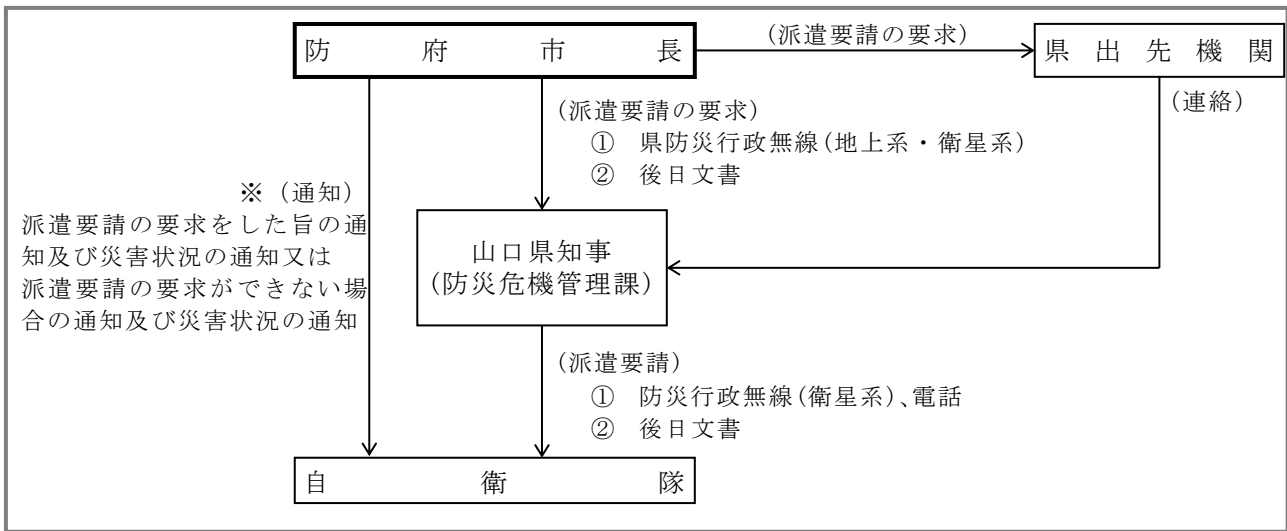 防府市長
(派遣要請の要求)
県出先機関
(連絡)
(派遣要請の要求)
① 県防災行政無線(地上系・衛星系)
② 後日文書
※(通知)
派遣要請の要求をした旨の通
知及び災害状況の通知又は
派遣要請の要求ができない場
合の通知及び災害状況の通知
山口県知事
(防災危機管理課)
(派遣要請)
① 防災行政無線(衛星系)、電話
② 後日文書
自衛隊